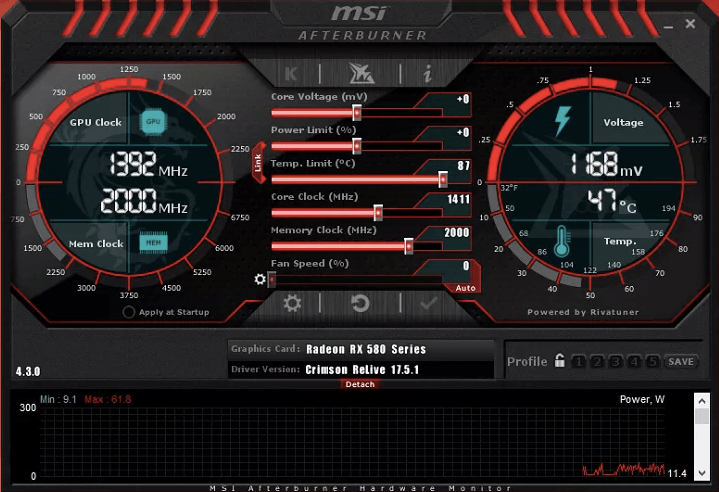 msi
AFTERBURNER
K
i
GPU Clock
GPU
1392 MHz
2000 MHz
Mem Clock
MEM
0
250
500
750
1000
1250
1500
1750
2000
2250
0
750
1500
2250
3000
3750
4500
5250
6000
6750
Apply at Startup
Core Voltage (mV)
+0
Power Limit (%)
+0
Link
Temp. Limit (°C)
87
Core Clock (MHz)
1411
Memory Clock (MHz)
2000
Fan Speed (%)
0
Auto
Voltage
1168 mV
47 °C
Temp.
0
.25
.5
.75
1
1.25
1.5
1.75
2
0
10
20
30
40
50
60
70
80
90
32°F
50
68
86
104
122
140
158
176
194
Powered by Rivatuner
4.3.0
Graphics Card: Radeon RX 580 Series
Driver Version: Crimson ReLive 17.5.1
Profile
1 2 3 4 5
SAVE
Detach
300
Min : 9.1 Max : 61.8
Power, W
0
11.4
MSI Afterburner Hardware Monitor